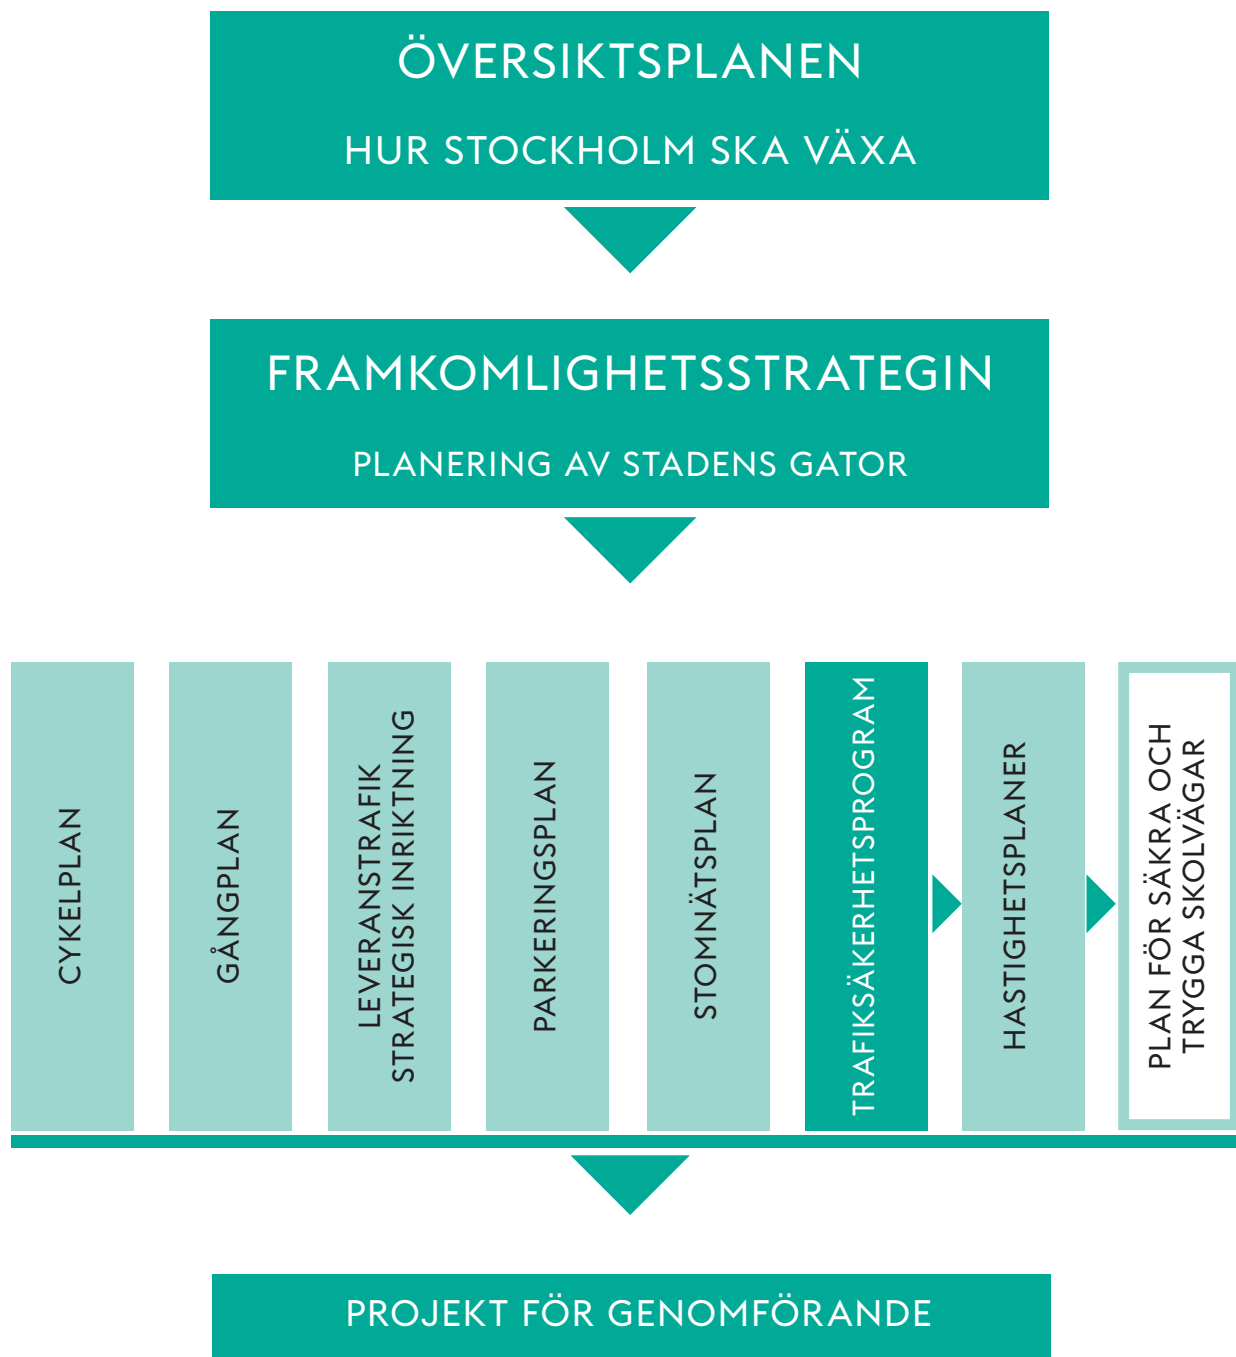 ÖVERSIKTSPLANEN
HUR STOCKHOLM SKA VÄXA
FRAMKOMLIGHETSSTRATEGIN
PLANERING AV STADENS GATOR
CYKELPLAN
GÅNGPLAN
LEVERANSTRAFIK
STRATEGISK INRIKTNING
PARKERINGSPLAN
STOMNÄTSPLAN
TRAFIKSÄKERHETSPROGRAM
HASTIGHETSPLANER
PLAN FÖR SÄKRA OCH
TRYGGA SKOLVÄGAR
PROJEKT FÖR GENOMFÖRANDE